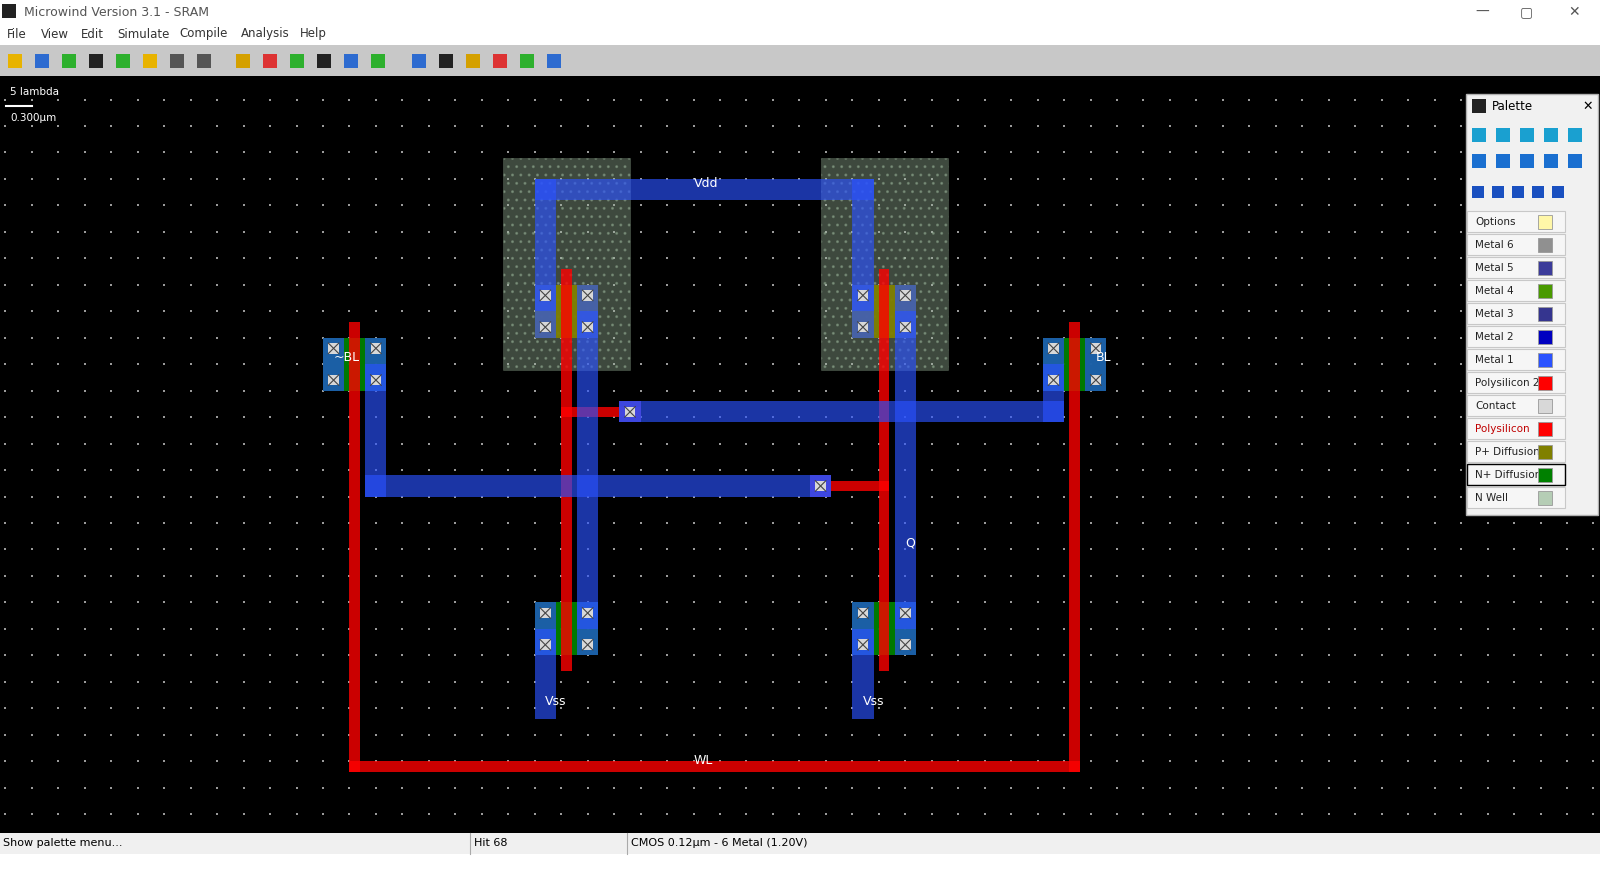 Microwind Version 3.1 - SRAM
File View Edit Simulate Compile Analysis Help
5 lambda
0.300µm
Palette
Vdd
Options
Metal 6
Metal 5
Metal 4
Metal 3
Metal 2
Metal 1
~BL
BL
Polysilicon 2
Contact
Polysilicon
P+ Diffusion
N+ Diffusion
N Well
Q
Vss
Vss
WL
Show palette menu...
Hit 68
CMOS 0.12µm - 6 Metal (1.20V)